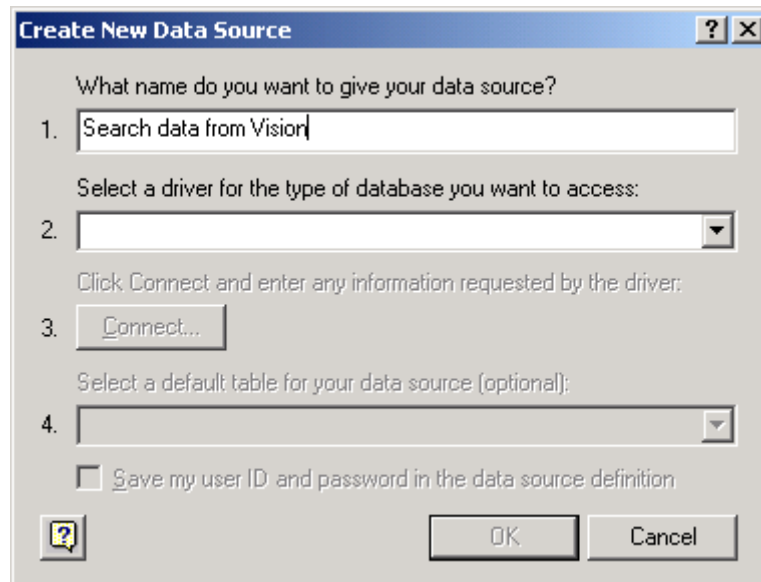 Create New Data Source
What name do you want to give your data source?
1. Search data from Vision
Select a driver for the type of database you want to access:
2.
Click Connect and enter any information requested by the driver:
3. Connect...
Select a default table for your data source (optional):
4.
Save my user ID and password in the data source definition
OK Cancel